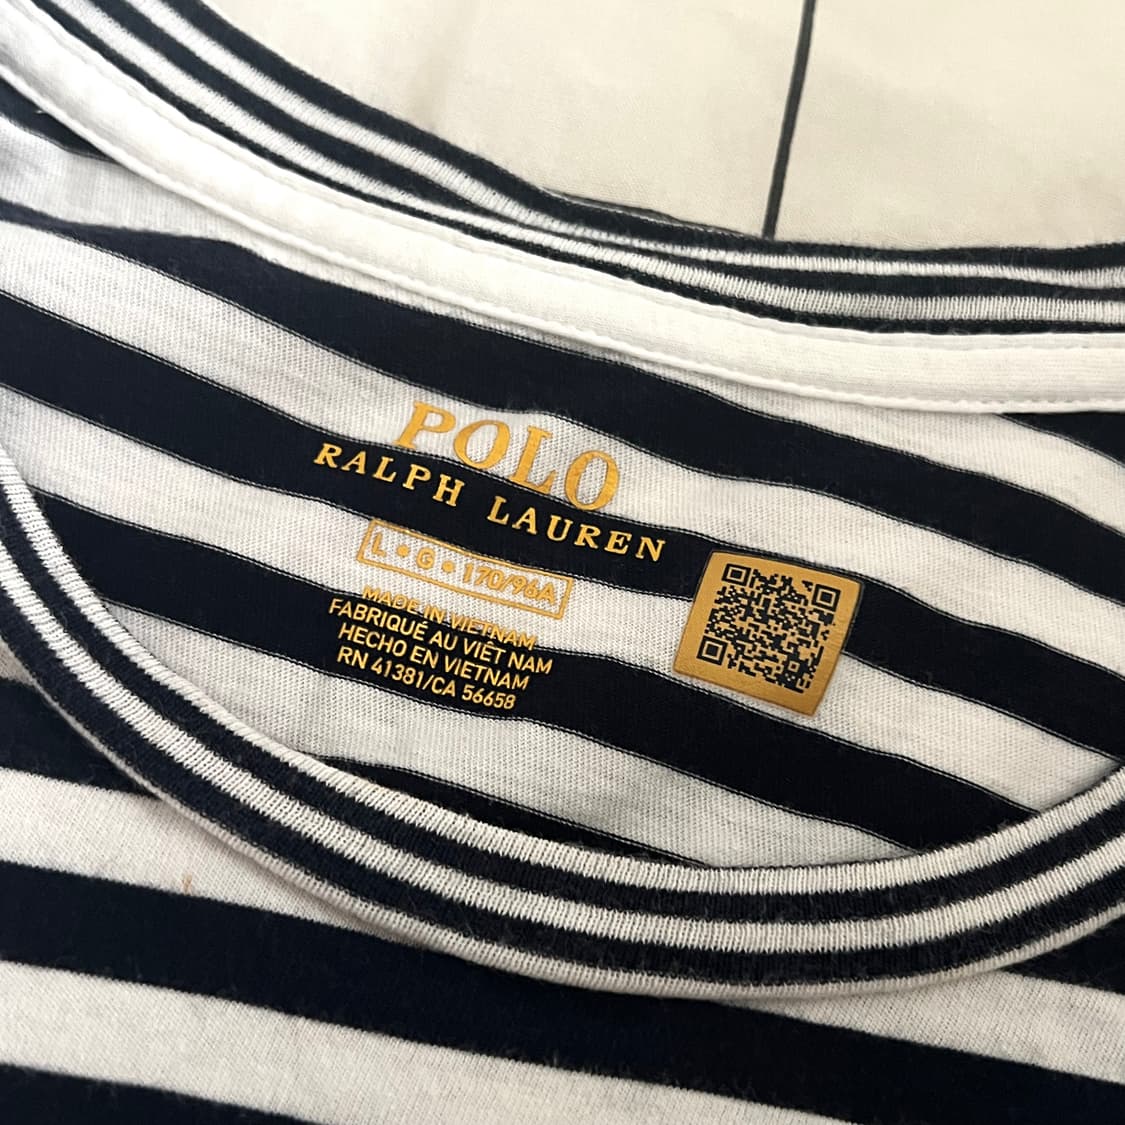 POLO
RALPH LAUREN
L • G • 170/96A
MADE IN VIETNAM
FABRIQUÉ AU VIÊT NAM
HECHO EN VIETNAM
RN 41381/CA 56658